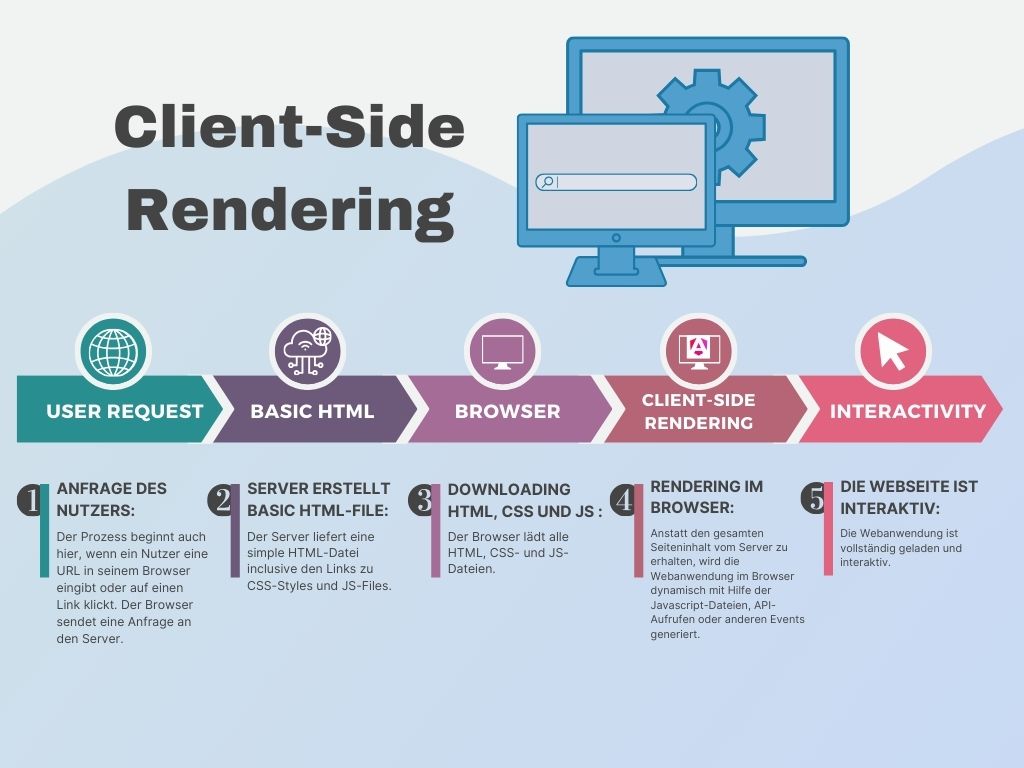 Client-Side
Rendering
USER REQUEST
BASIC HTML
BROWSER
CLIENT-SIDE
RENDERING
INTERACTIVITY
1
ANFRAGE DES
NUTZERS:
Der Prozess beginnt auch
hier, wenn ein Nutzer eine
URL in seinem Browser
eingibt oder auf einen
Link klickt. Der Browser
sendet eine Anfrage an
den Server.
2
SERVER ERSTELLT
BASIC HTML-FILE:
Der Server liefert eine
simple HTML-Datei
inclusive den Links zu
CSS-Styles und JS-Files.
3
DOWNLOADING
HTML, CSS UND JS :
Der Browser lädt alle
HTML, CSS- und JS-
Dateien.
4
RENDERING IM
BROWSER:
Anstatt den gesamten
Seiteninhalt vom Server zu
erhalten, wird die
Webanwendung im Browser
dynamisch mit Hilfe der
Javascript-Dateien, API-
Aufrufen oder anderen Events
generiert.
5
DIE WEBSEITE IST
INTERAKTIV:
Die Webanwendung ist
vollständig geladen und
interaktiv.